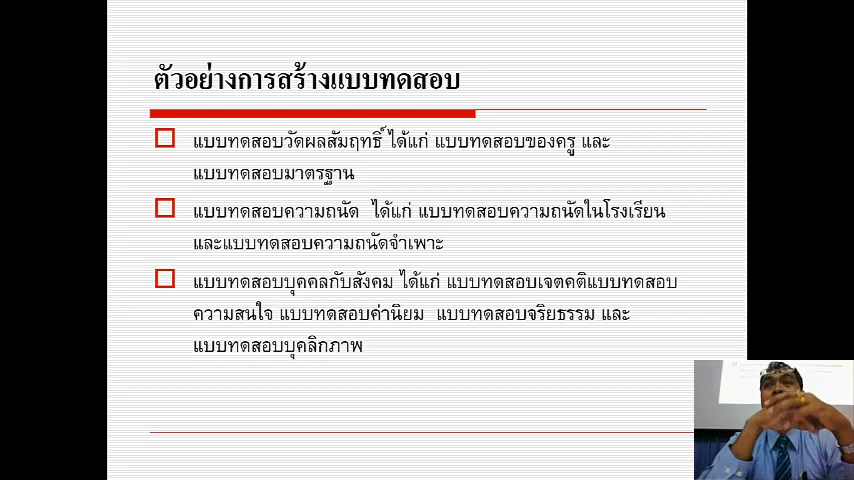 ตัวอย่างการสร้างแบบทดสอบ
แบบทดสอบวัดผลสัมฤทธิ์ ได้แก่ แบบทดสอบของครู และ
แบบทดสอบมาตรฐาน
แบบทดสอบความถนัด ได้แก่ แบบทดสอบความถนัดในโรงเรียน
และแบบทดสอบความถนัดจำเพาะ
แบบทดสอบบุคคลกับสังคม ได้แก่ แบบทดสอบเจตคติแบบทดสอบ
ความสนใจ แบบทดสอบค่านิยม แบบทดสอบจริยธรรม และ
แบบทดสอบบุคลิกภาพ